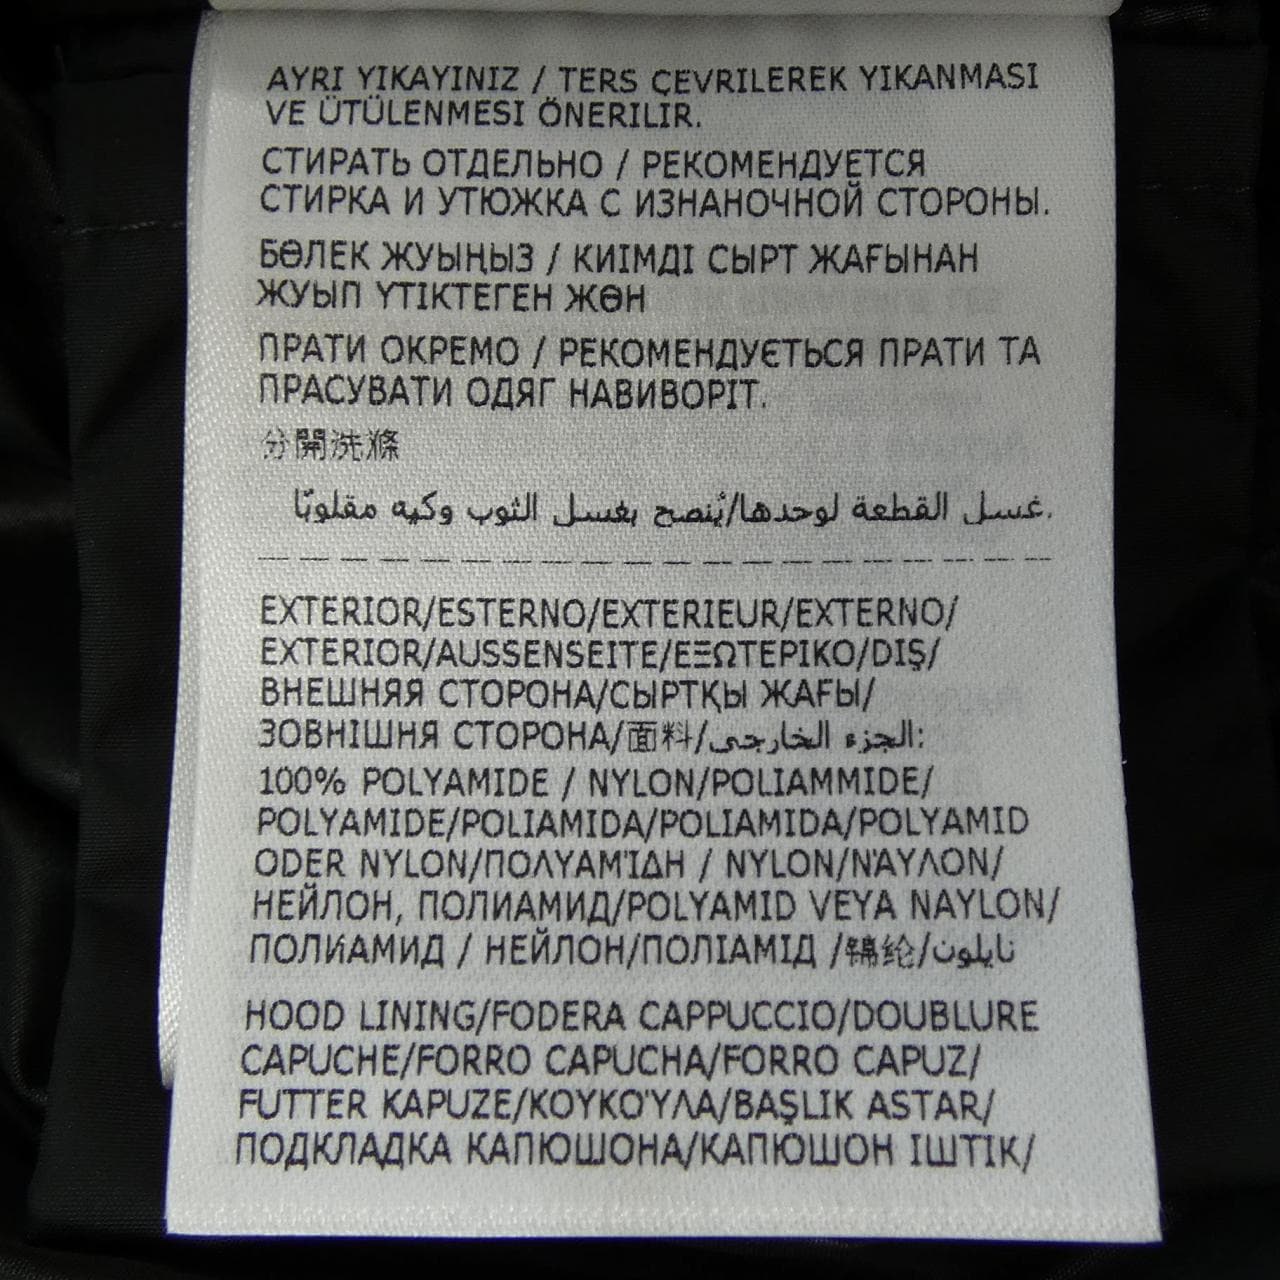 AYRI YIKAYINIZ / TERS ÇEVRILEREK YIKANMASI
VE ÜTÜLENMESI ÖNERILIR.
СТИРАТЬ ОТДЕЛЬНО / РЕКОМЕНДУЕТСЯ
СТИРКА И УТЮЖКА С ИЗНАНОЧНОЙ СТОРОНЫ.
БӨЛЕК ЖУЫҢЫЗ / КИІМДІ СЫРТ ЖАҒЫНАН
ЖУЫП ҮТІКТЕГЕН ЖӨН
ПРАТИ ОКРЕМО / РЕКОМЕНДУЄТЬСЯ ПРАТИ ТА
ПРАСУВАТИ ОДЯГ НАВИВОРІТ.
分開洗滌
غسل القطعة لوحدها/يُنصح بغسل الثوب وكيه مقلوبًا.
EXTERIOR/ESTERNO/EXTERIEUR/EXTERNO/
EXTERIOR/AUSSENSEITE/ΕΞΩΤΕΡΙΚΟ/DIŞ/
ВНЕШНЯЯ СТОРОНА/СЫРТҚЫ ЖАҒЫ/
ЗОВНІШНЯ СТОРОНА/面料/الجزء الخارجي:
100% POLYAMIDE / NYLON/POLIAMMIDE/
POLYAMIDE/POLIAMIDA/POLIAMIDA/POLYAMID
ODER NYLON/ΠΟΛΥΑΜΊΔΗ / NYLON/ΝΆΥΛΟΝ/
НЕЙЛОН, ПОЛИАМИД/POLYAMID VEYA NAYLON/
ПОЛИАМИД / НЕЙЛОН/ПОЛІАМІД /锦纶/نايلون
HOOD LINING/FODERA CAPPUCCIO/DOUBLURE
CAPUCHE/FORRO CAPUCHA/FORRO CAPUZ/
FUTTER KAPUZE/ΚΟΥΚΟΎΛΑ/BAŞLIK ASTAR/
ПОДКЛАДКА КАПЮШОНА/КАПЮШОН ІШТІК/